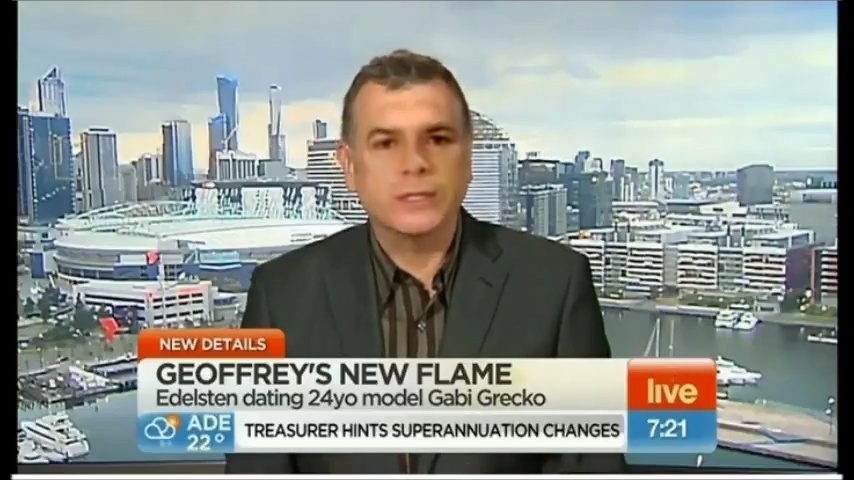 NEW DETAILS
GEOFFREY'S NEW FLAME
Edelsten dating 24yo model Gabi Grecko
live
ADE
22°
TREASURER HINTS SUPERANNUATION CHANGES
7:21